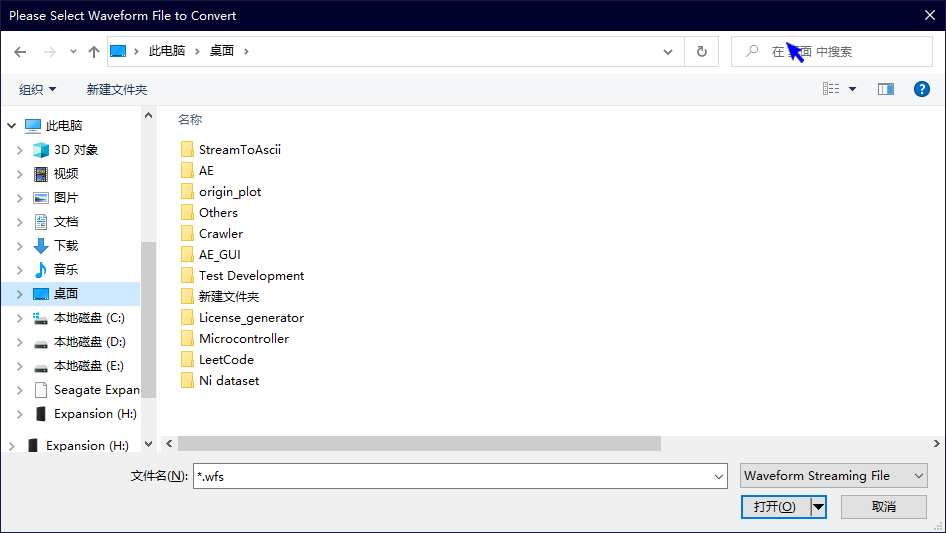 Please Select Waveform File to Convert
此电脑
桌面
在 桌面 中搜索
组织
新建文件夹
此电脑
3D 对象
视频
图片
文档
下载
音乐
桌面
本地磁盘 (C:)
本地磁盘 (D:)
本地磁盘 (E:)
Seagate Expan
Expansion (H:)
Expansion (H:)
名称
StreamToAscii
AE
origin_plot
Others
Crawler
AE_GUI
Test Development
新建文件夹
License_generator
Microcontroller
LeetCode
Ni dataset
文件名(N):
*.wfs
Waveform Streaming File
打开(O)
取消